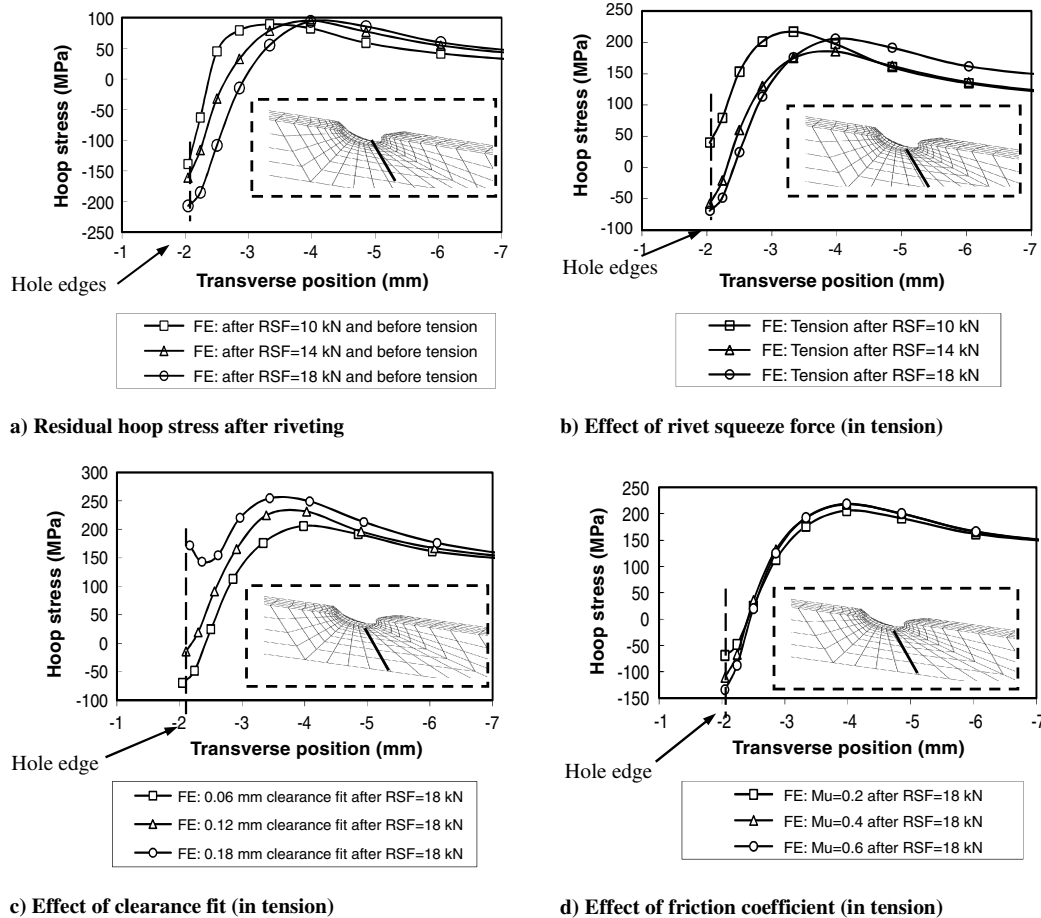 100
50
0
-50
-100
-150
-200
-250
Hoop stress (MPa)
-1 -2 -3 -4 -5 -6 -7
Hole edges
Transverse position (mm)
FE: after RSF=10 kN and before tension
FE: after RSF=14 kN and before tension
FE: after RSF=18 kN and before tension
a) Residual hoop stress after riveting
250
200
150
100
50
0
-50
-100
Hoop stress (MPa)
-1 -2 -3 -4 -5 -6 -7
Hole edges
Transverse position (mm)
FE: Tension after RSF=10 kN
FE: Tension after RSF=14 kN
FE: Tension after RSF=18 kN
b) Effect of rivet squeeze force (in tension)
300
250
200
150
100
50
0
-50
-100
Hoop stress (MPa)
-1 -2 -3 -4 -5 -6 -7
Transverse position (mm)
Hole edge
FE: 0.06 mm clearance fit after RSF=18 kN
FE: 0.12 mm clearance fit after RSF=18 kN
FE: 0.18 mm clearance fit after RSF=18 kN
c) Effect of clearance fit (in tension)
250
200
150
100
50
0
-50
-100
-150
Hoop stress (MPa)
-1 -2 -3 -4 -5 -6 -7
Transverse position (mm)
Hole edge
FE: Mu=0.2 after RSF=18 kN
FE: Mu=0.4 after RSF=18 kN
FE: Mu=0.6 after RSF=18 kN
d) Effect of friction coefficient (in tension)